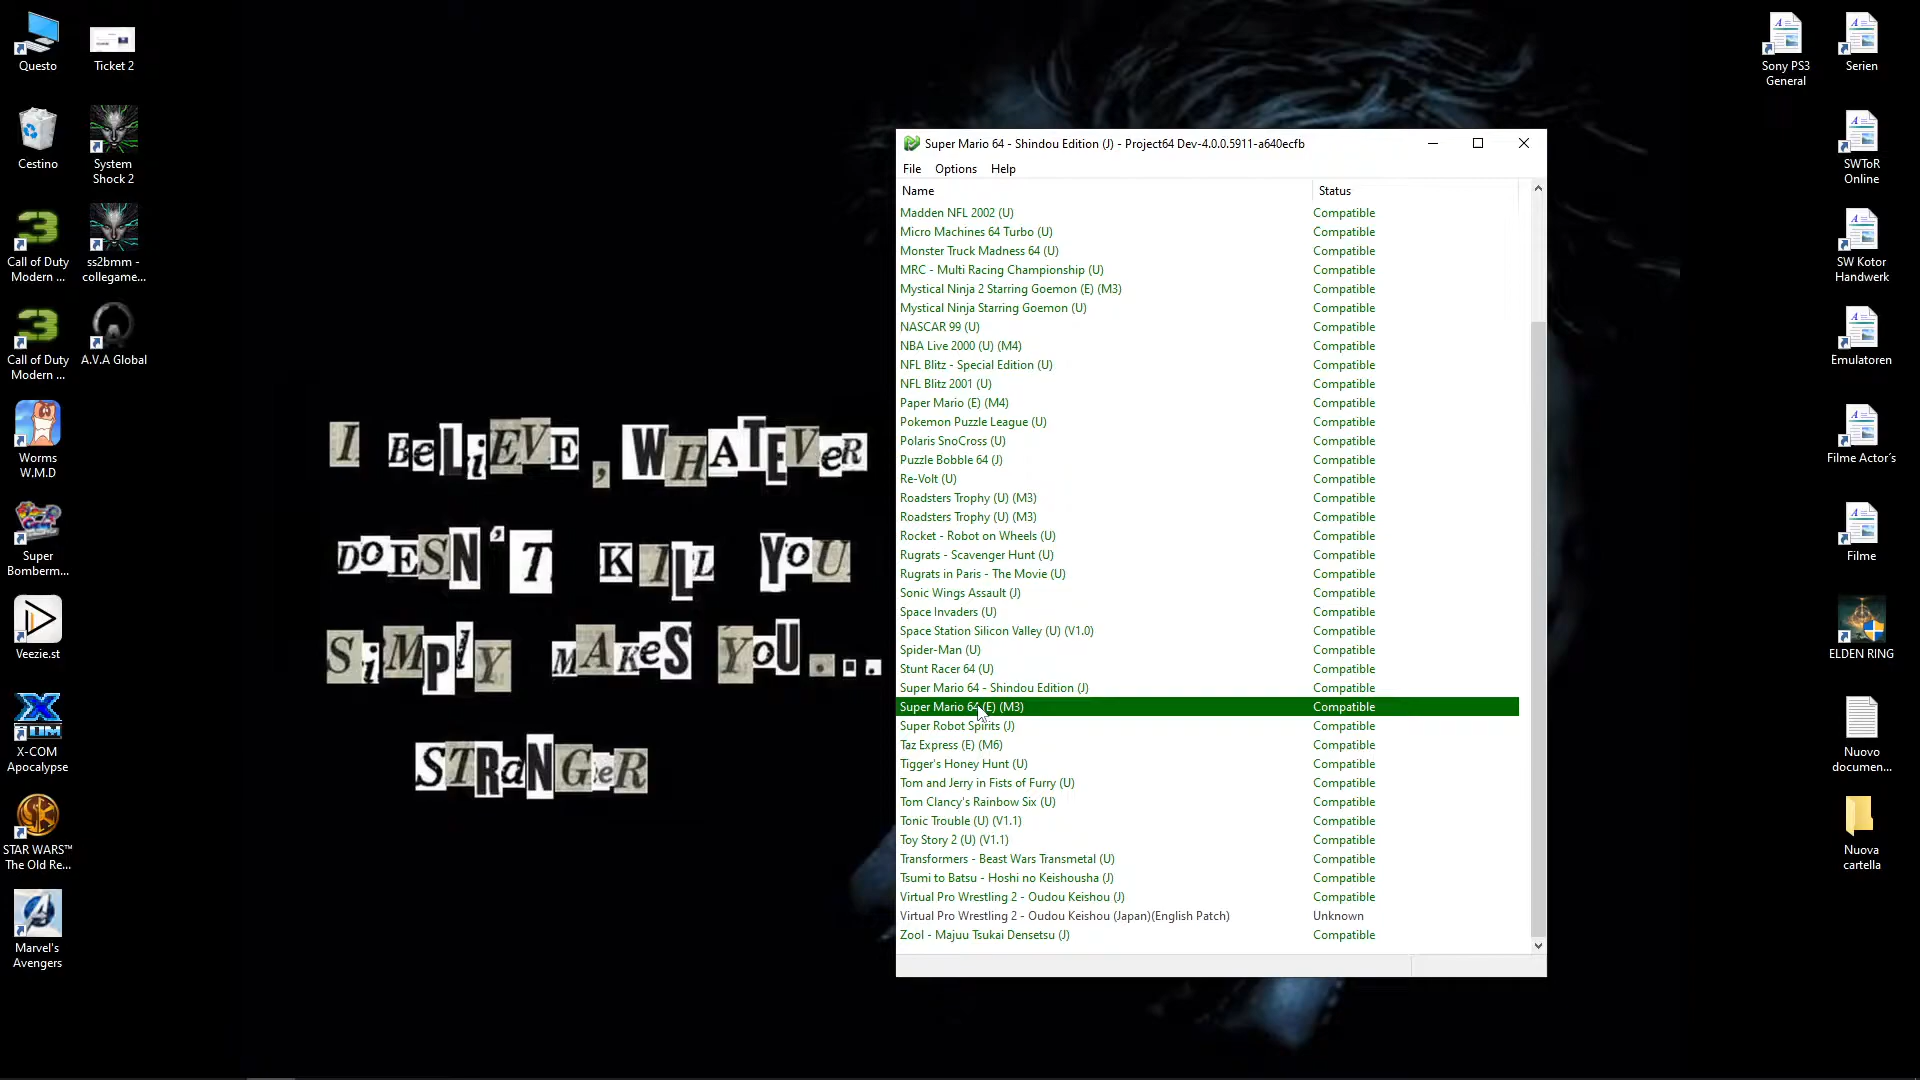 Questo
Ticket 2
Cestino
System
Shock 2
Call of Duty
Modern ...
ss2bmm -
collegame...
Call of Duty
Modern ...
A.V.A Global
Worms
W.M.D
Super
Bomberm...
Veezie.st
X-COM
Apocalypse
STAR WARS™
The Old Re...
Marvel's
Avengers
I BeLiEVE, WHATEVeR
DOESN'T KILL YOU
SiMPlY MAKeS YoU...
STRaNGeR
Super Mario 64 - Shindou Edition (J) - Project64 Dev-4.0.0.5911-a640ecfb
File Options Help
Name Status
Madden NFL 2002 (U) Compatible
Micro Machines 64 Turbo (U) Compatible
Monster Truck Madness 64 (U) Compatible
MRC - Multi Racing Championship (U) Compatible
Mystical Ninja 2 Starring Goemon (E) (M3) Compatible
Mystical Ninja Starring Goemon (U) Compatible
NASCAR 99 (U) Compatible
NBA Live 2000 (U) (M4) Compatible
NFL Blitz - Special Edition (U) Compatible
NFL Blitz 2001 (U) Compatible
Paper Mario (E) (M4) Compatible
Pokemon Puzzle League (U) Compatible
Polaris SnoCross (U) Compatible
Puzzle Bobble 64 (J) Compatible
Re-Volt (U) Compatible
Roadsters Trophy (U) (M3) Compatible
Roadsters Trophy (U) (M3) Compatible
Rocket - Robot on Wheels (U) Compatible
Rugrats - Scavenger Hunt (U) Compatible
Rugrats in Paris - The Movie (U) Compatible
Sonic Wings Assault (J) Compatible
Space Invaders (U) Compatible
Space Station Silicon Valley (U) (V1.0) Compatible
Spider-Man (U) Compatible
Stunt Racer 64 (U) Compatible
Super Mario 64 - Shindou Edition (J) Compatible
Super Mario 64 (E) (M3) Compatible
Super Robot Spirits (J) Compatible
Taz Express (E) (M6) Compatible
Tigger's Honey Hunt (U) Compatible
Tom and Jerry in Fists of Furry (U) Compatible
Tom Clancy's Rainbow Six (U) Compatible
Tonic Trouble (U) (V1.1) Compatible
Toy Story 2 (U) (V1.1) Compatible
Transformers - Beast Wars Transmetal (U) Compatible
Tsumi to Batsu - Hoshi no Keishousha (J) Compatible
Virtual Pro Wrestling 2 - Oudou Keishou (J) Compatible
Virtual Pro Wrestling 2 - Oudou Keishou (Japan)(English Patch) Unknown
Zool - Majuu Tsukai Densetsu (J) Compatible
Sony PS3
General
Serien
SWToR
Online
SW Kotor
Handwerk
Emulatoren
Filme Actor´s
Filme
ELDEN RING
Nuovo
documen...
Nuova
cartella